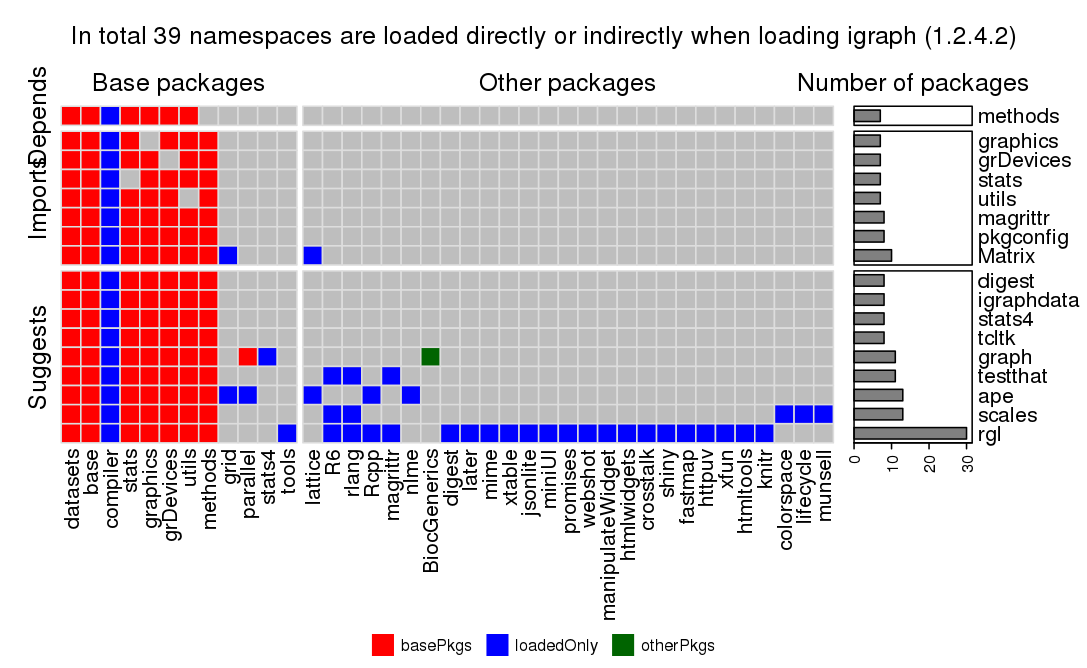 In total 39 namespaces are loaded directly or indirectly when loading igraph (1.2.4.2)
Base packages
Other packages
Number of packages
Depends
Imports
Suggests
methods
graphics
grDevices
stats
utils
magrittr
pkgconfig
Matrix
digest
igraphdata
stats4
tcltk
graph
testthat
ape
scales
rgl
0
10
20
30
datasets
base
compiler
stats
graphics
grDevices
utils
methods
grid
parallel
stats4
tools
lattice
R6
rlang
Rcpp
magrittr
nlme
BiocGenerics
digest
later
mime
xtable
jsonlite
miniUI
promises
webshot
manipulateWidget
htmlwidgets
crosstalk
shiny
fastmap
httpuv
xfun
htmltools
knitr
colorspace
lifecycle
munsell
basePkgs
loadedOnly
otherPkgs